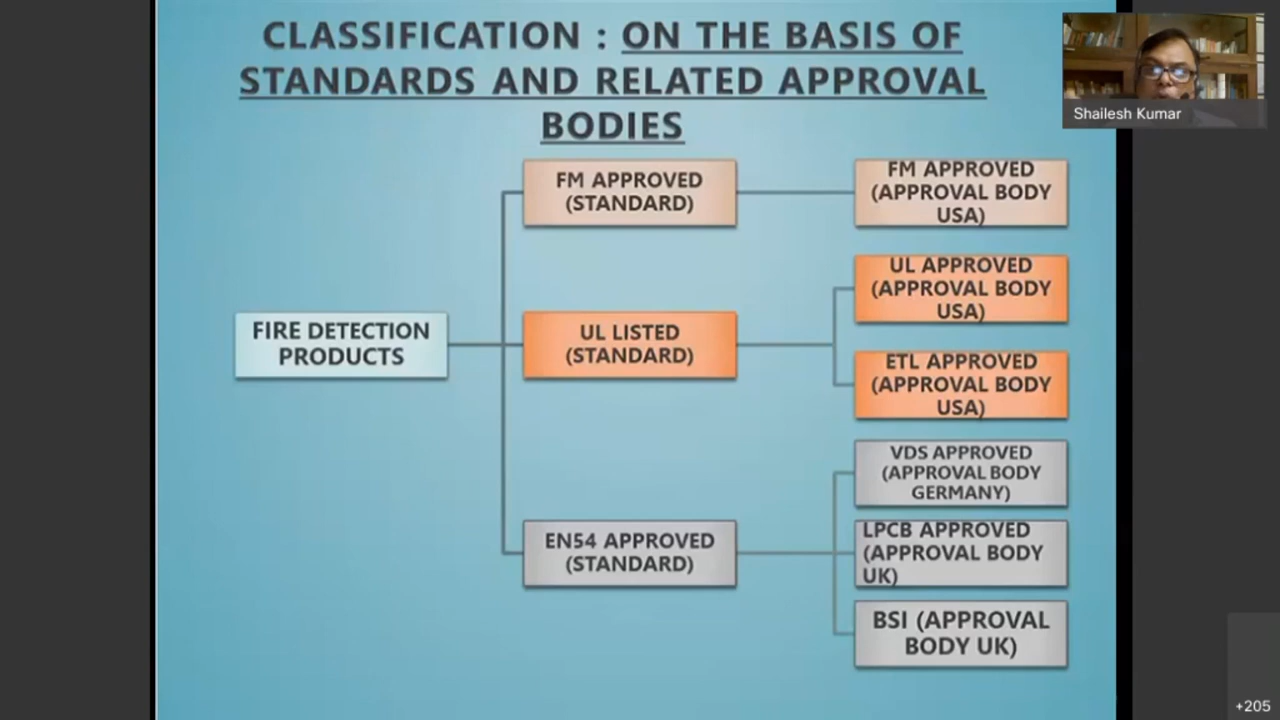 CLASSIFICATION : ON THE BASIS OF
STANDARDS AND RELATED APPROVAL
BODIES
Shailesh Kumar
FIRE DETECTION
PRODUCTS
FM APPROVED
(STANDARD)
FM APPROVED
(APPROVAL BODY
USA)
UL LISTED
(STANDARD)
UL APPROVED
(APPROVAL BODY
USA)
ETL APPROVED
(APPROVAL BODY
USA)
EN54 APPROVED
(STANDARD)
VDS APPROVED
(APPROVAL BODY
GERMANY)
LPCB APPROVED
(APPROVAL BODY
UK)
BSI (APPROVAL
BODY UK)
+205